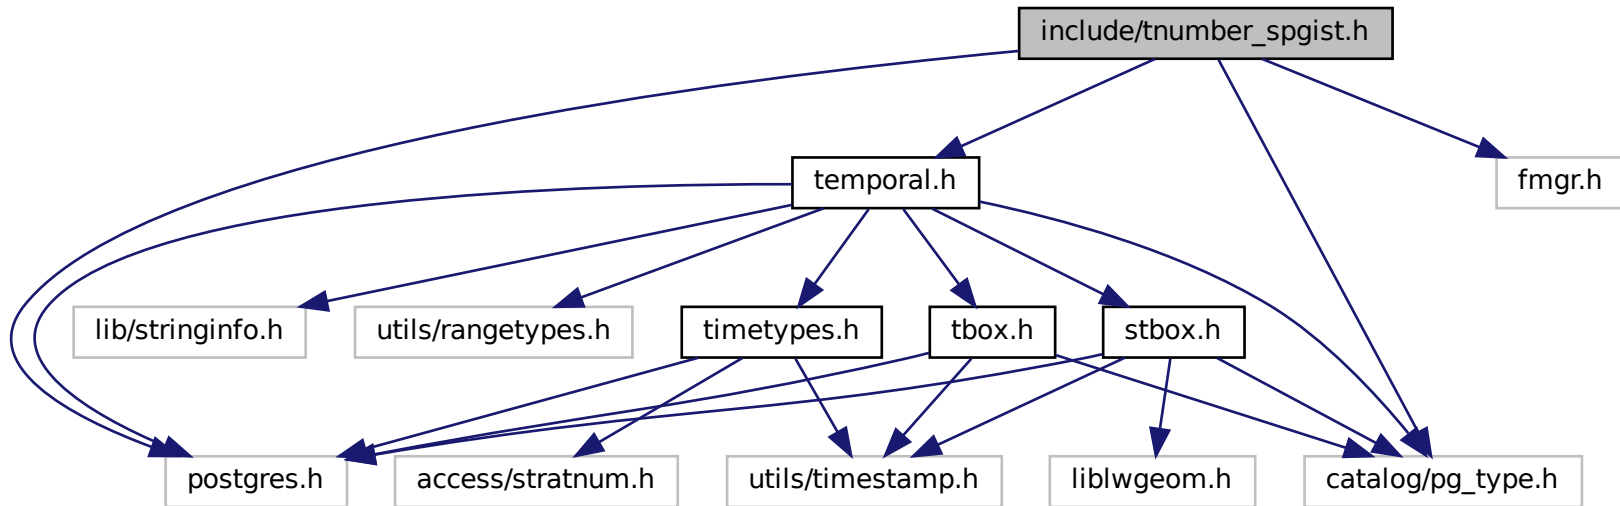 include/tnumber_spgist.h
temporal.h
fmgr.h
lib/stringinfo.h
utils/rangetypes.h
timetypes.h
tbox.h
stbox.h
postgres.h
access/stratnum.h
utils/timestamp.h
liblwgeom.h
catalog/pg_type.h